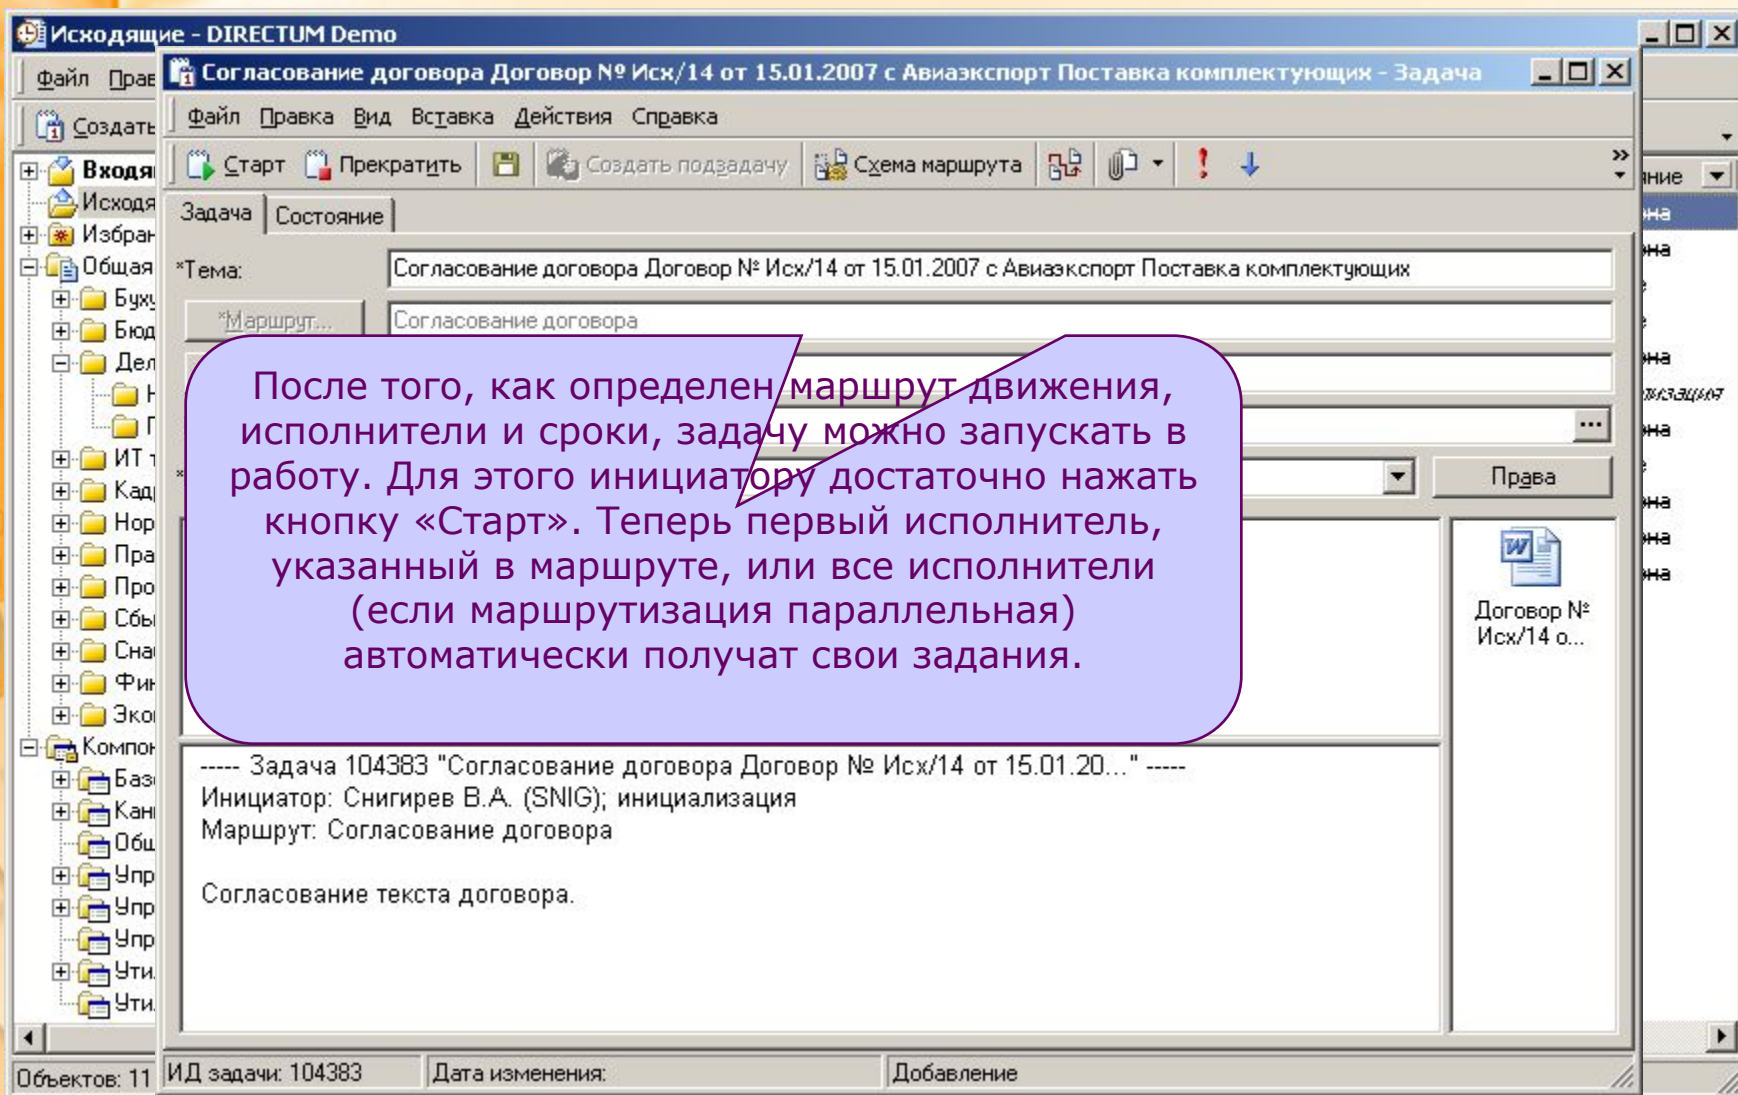 Исходящие - DIRECTUM Demo
Файл
Создать
Согласование договора Договор № Исх/14 от 15.01.2007 с Авиаэкспорт Поставка комплектующих - Задача
Файл Правка Вид Вставка Действия Справка
Старт Прекратить Создать подзадачу Схема маршрута
Задача Состояние
*Тема: Согласование договора Договор № Исх/14 от 15.01.2007 с Авиаэкспорт Поставка комплектующих
*Маршрут... Согласование договора
После того, как определен маршрут движения,
исполнители и сроки, задачу можно запускать в
работу. Для этого инициатору достаточно нажать
кнопку «Старт». Теперь первый исполнитель,
указанный в маршруте, или все исполнители
(если маршрутизация параллельная)
автоматически получат свои задания.
Права
Договор №
Исх/14 о...
----- Задача 104383 "Согласование договора Договор № Исх/14 от 15.01.20..." -----
Инициатор: Снигирев В.А. (SNIG); инициализация
Маршрут: Согласование договора
Согласование текста договора.
Общая
ИТ
Объектов: 11
ИД задачи: 104383 Дата изменения: Добавление